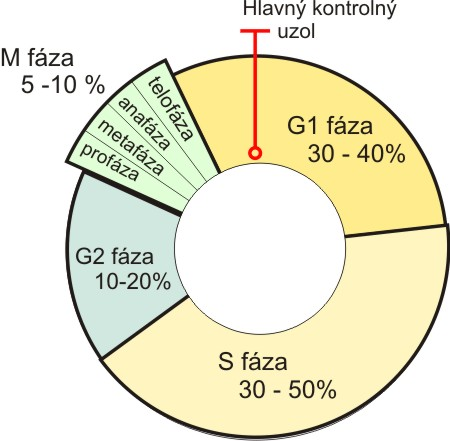 Hlavný kontrolný
uzol
M fáza
5 -10 %
telofáza
anafáza
metafáza
profáza
G1 fáza
30 - 40%
G2 fáza
10-20%
S fáza
30 - 50%